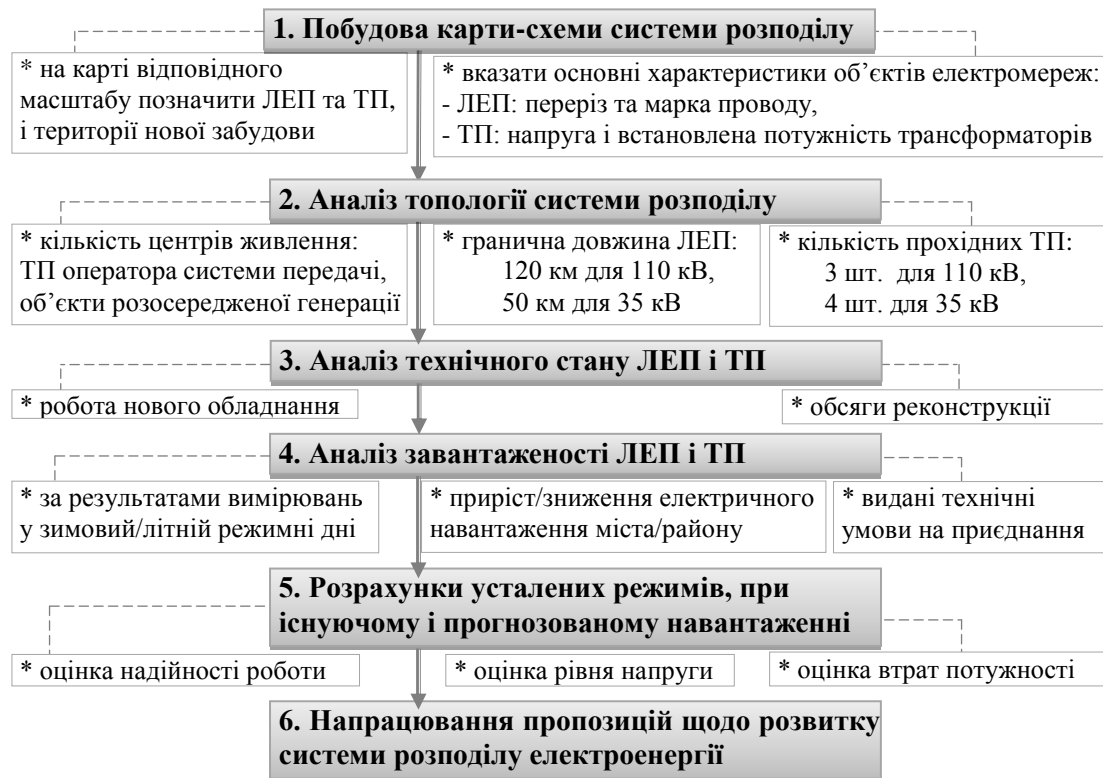 1. Побудова карти-схеми системи розподілу
* на карті відповідного
масштабу позначити ЛЕП та ТП,
і території нової забудови
* вказати основні характеристики об’єктів електромереж:
- ЛЕП: переріз та марка проводу,
- ТП: напруга і встановлена потужність трансформаторів
2. Аналіз топології системи розподілу
* кількість центрів живлення:
ТП оператора системи передачі,
об’єкти розосередженої генерації
* гранична довжина ЛЕП:
120 км для 110 кВ,
50 км для 35 кВ
* кількість прохідних ТП:
3 шт. для 110 кВ,
4 шт. для 35 кВ
3. Аналіз технічного стану ЛЕП і ТП
* робота нового обладнання
* обсяги реконструкції
4. Аналіз завантаженості ЛЕП і ТП
* за результатами вимірювань
у зимовий/літній режимні дні
* приріст/зниження електричного
навантаження міста/району
* видані технічні
умови на приєднання
5. Розрахунки усталених режимів, при
існуючому і прогнозованому навантаженні
* оцінка надійності роботи
* оцінка рівня напруги
* оцінка втрат потужності
6. Напрацювання пропозицій щодо розвитку
системи розподілу електроенергії